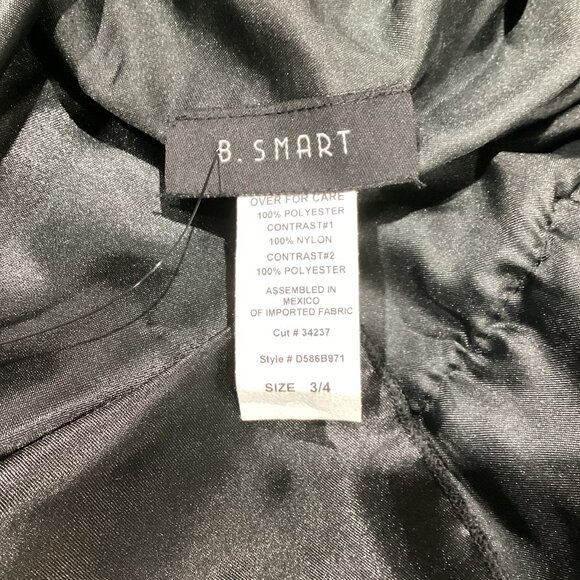 B. SMART
OVER FOR CARE
100% POLYESTER
CONTRAST#1
100% NYLON
CONTRAST#2
100% POLYESTER
ASSEMBLED IN
MEXICO
OF IMPORTED FABRIC
Cut # 34237
Style # D586B971
SIZE 3/4